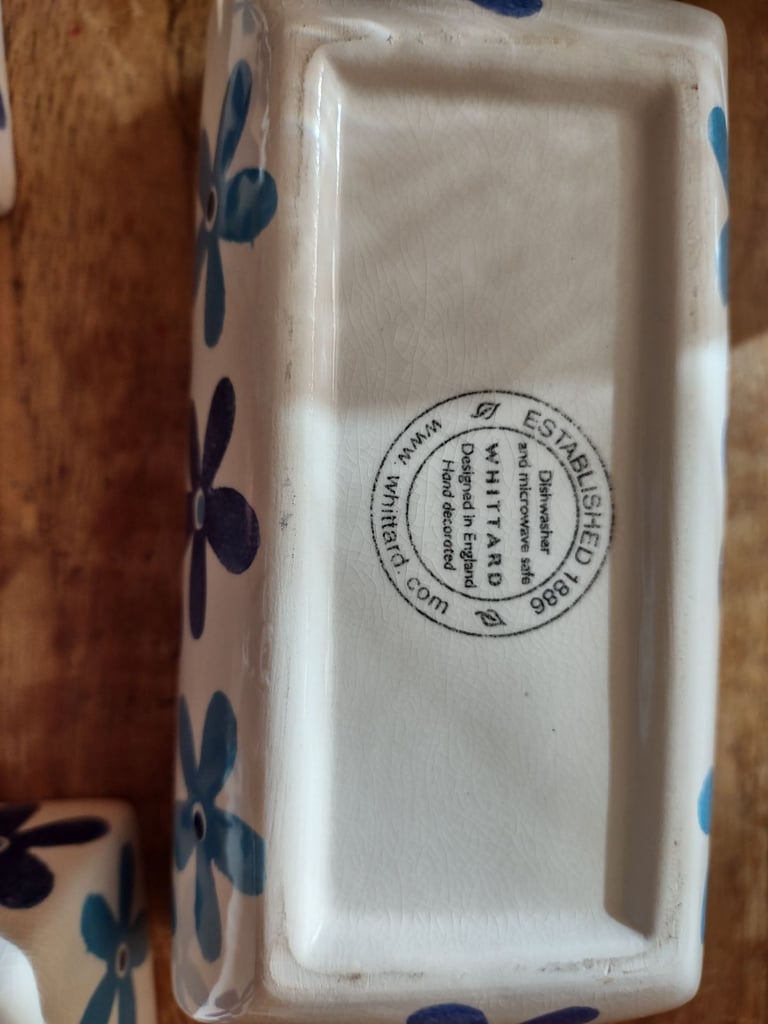 ESTABLISHED 1886
Dishwasher
and microwave safe
WHITTARD
Designed in England
Hand decorated
www.whittard.com